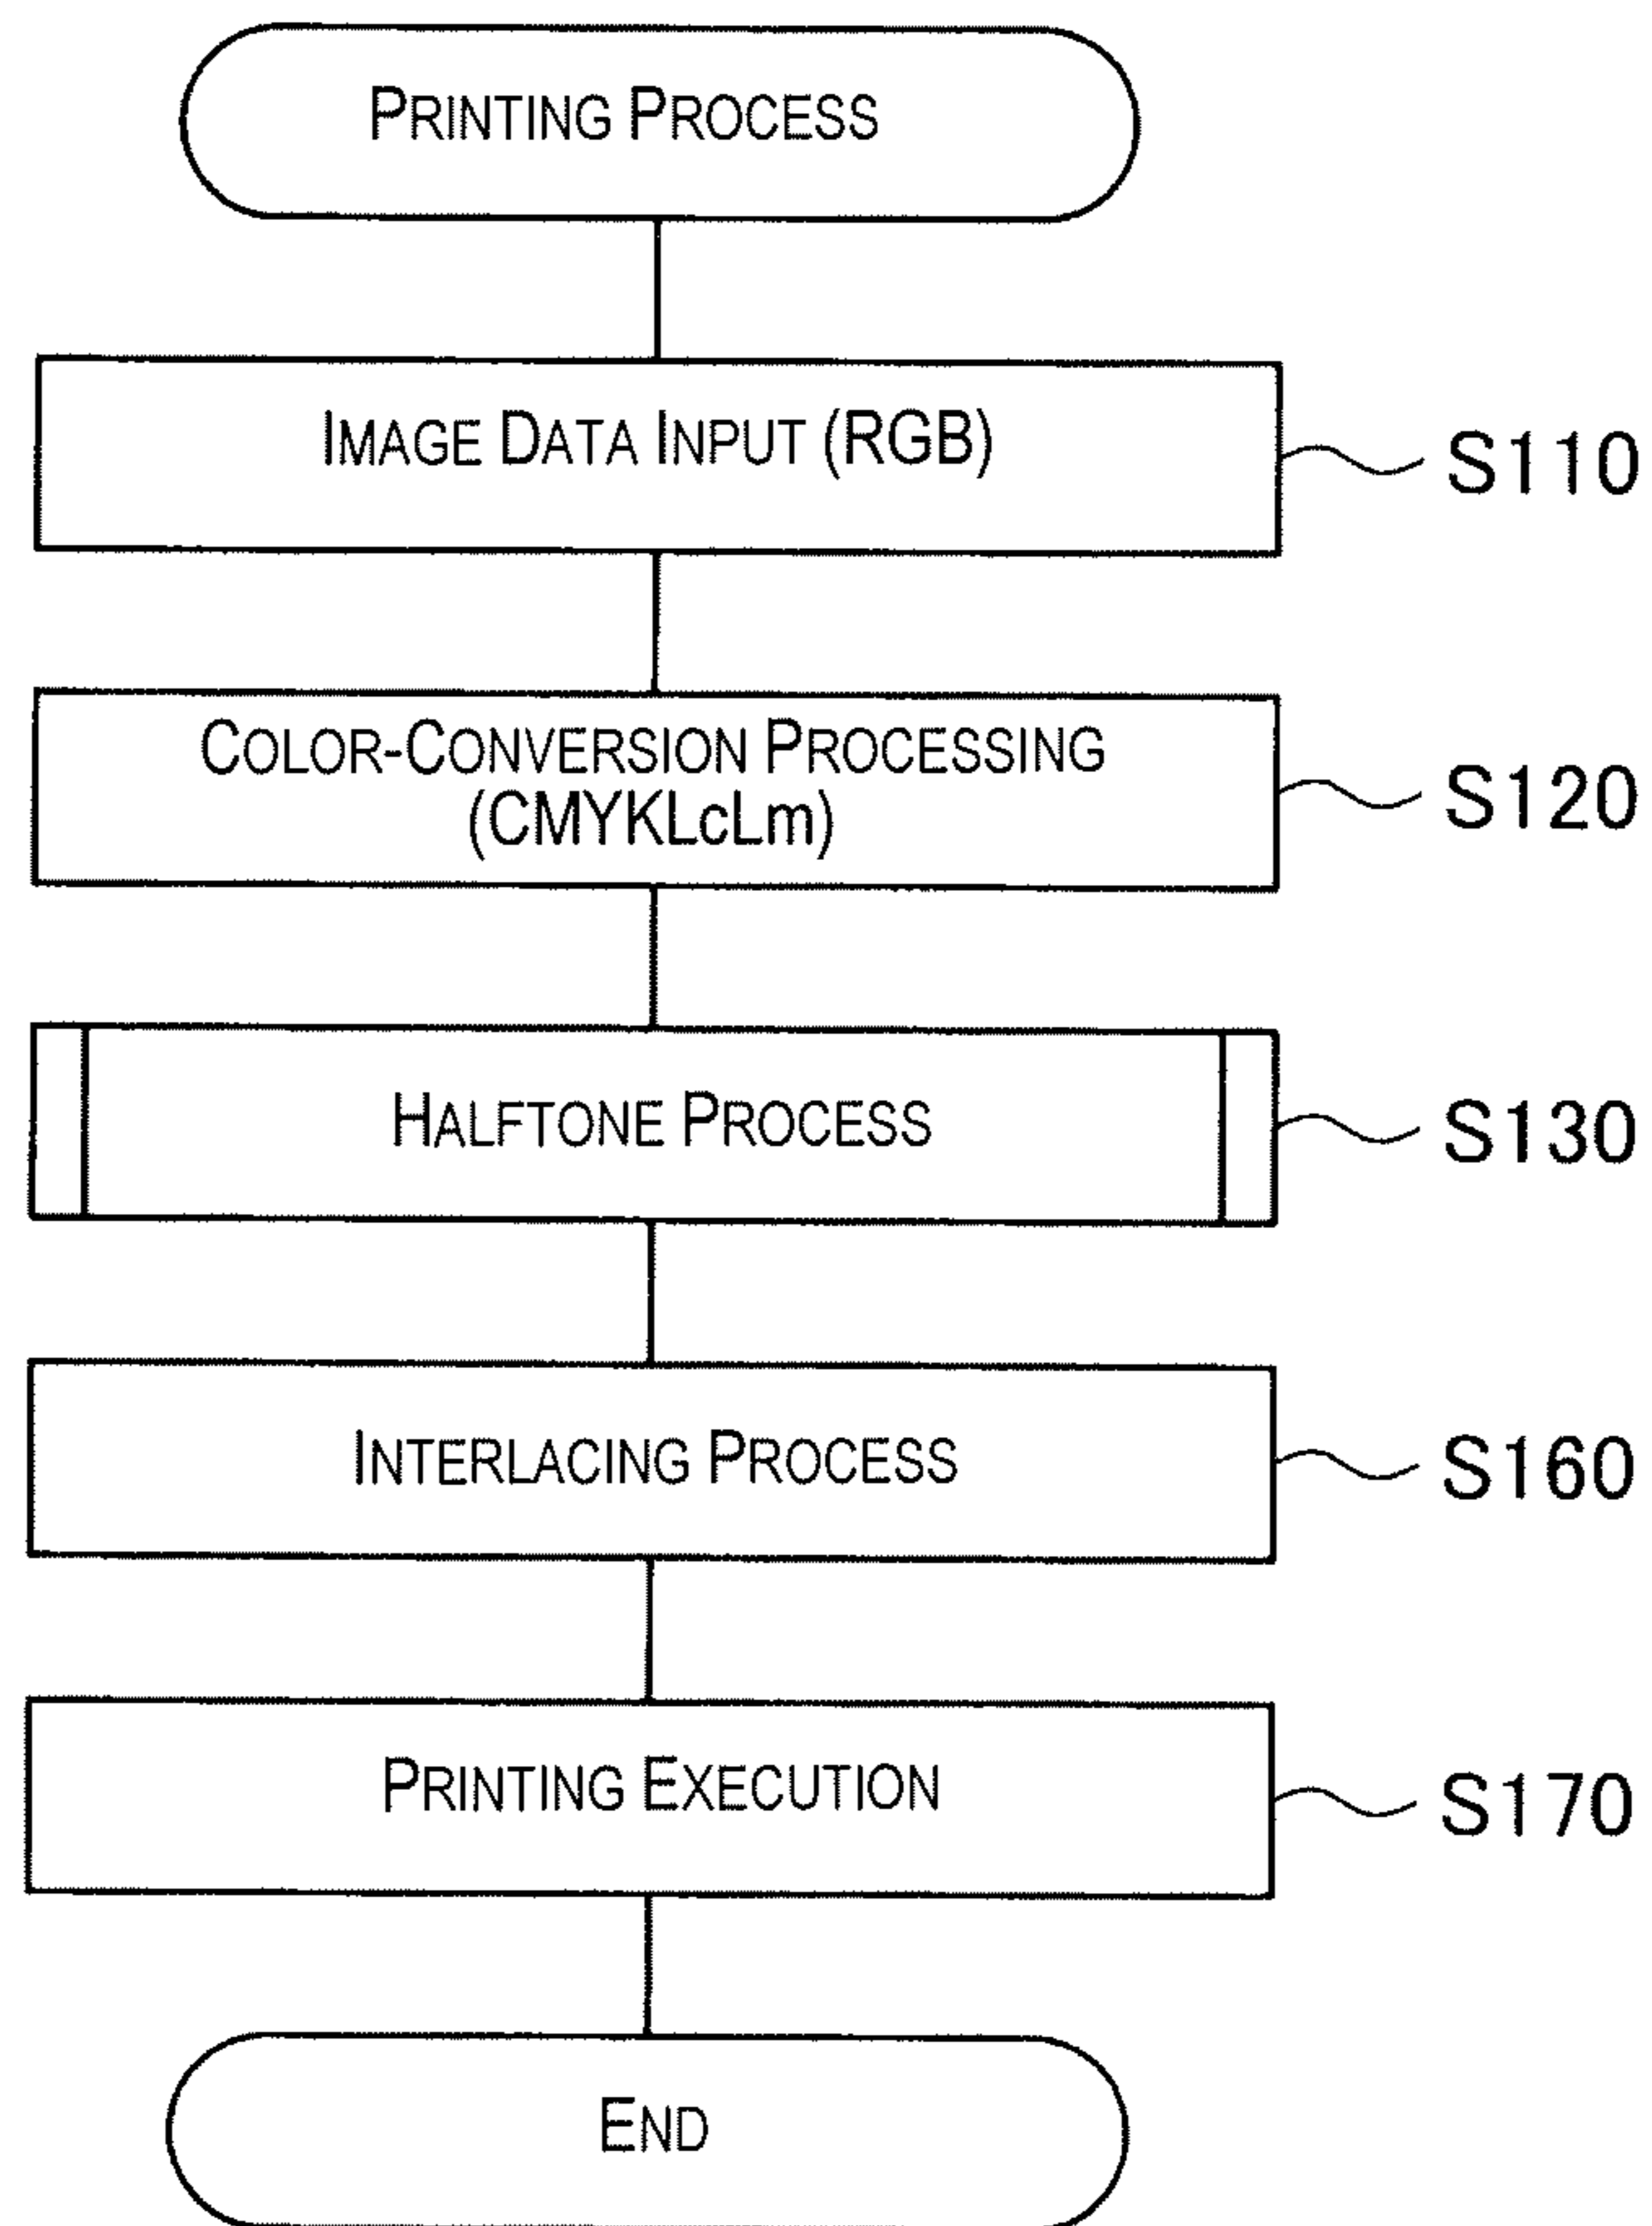 PRINTING PROCESS
IMAGE DATA INPUT (RGB)
S110
COLOR-CONVERSION PROCESSING
(CMYKLcLm)
S120
HALFTONE PROCESS
S130
INTERLACING PROCESS
S160
PRINTING EXECUTION
S170
END